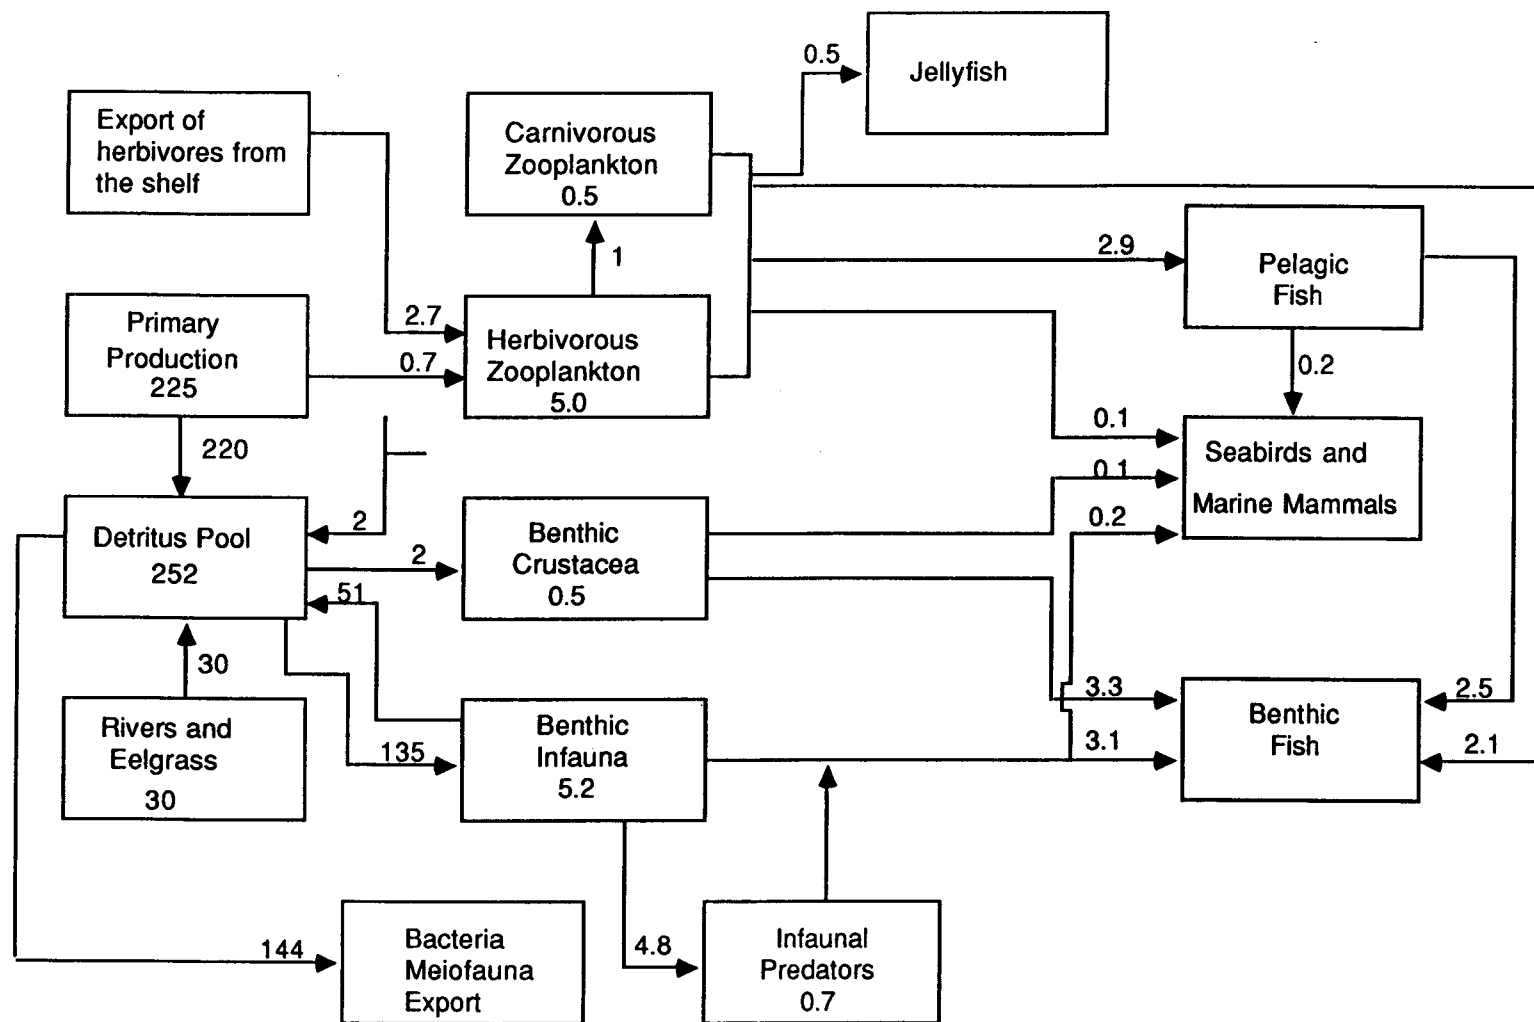 0.5
Jellyfish
Export of
herbivores from
the shelf
Carnivorous
Zooplankton
0.5
1
2.9
Pelagic
Fish
Primary
Production
225
2.7
0.7
Herbivorous
Zooplankton
5.0
0.2
220
0.1
0.1
0.2
Seabirds and
Marine Mammals
Detritus Pool
252
2
2
51
Benthic
Crustacea
0.5
30
Rivers and
Eelgrass
30
135
Benthic
Infauna
5.2
3.3
3.1
Benthic
Fish
2.5
2.1
144
Bacteria
Meiofauna
Export
4.8
Infaunal
Predators
0.7